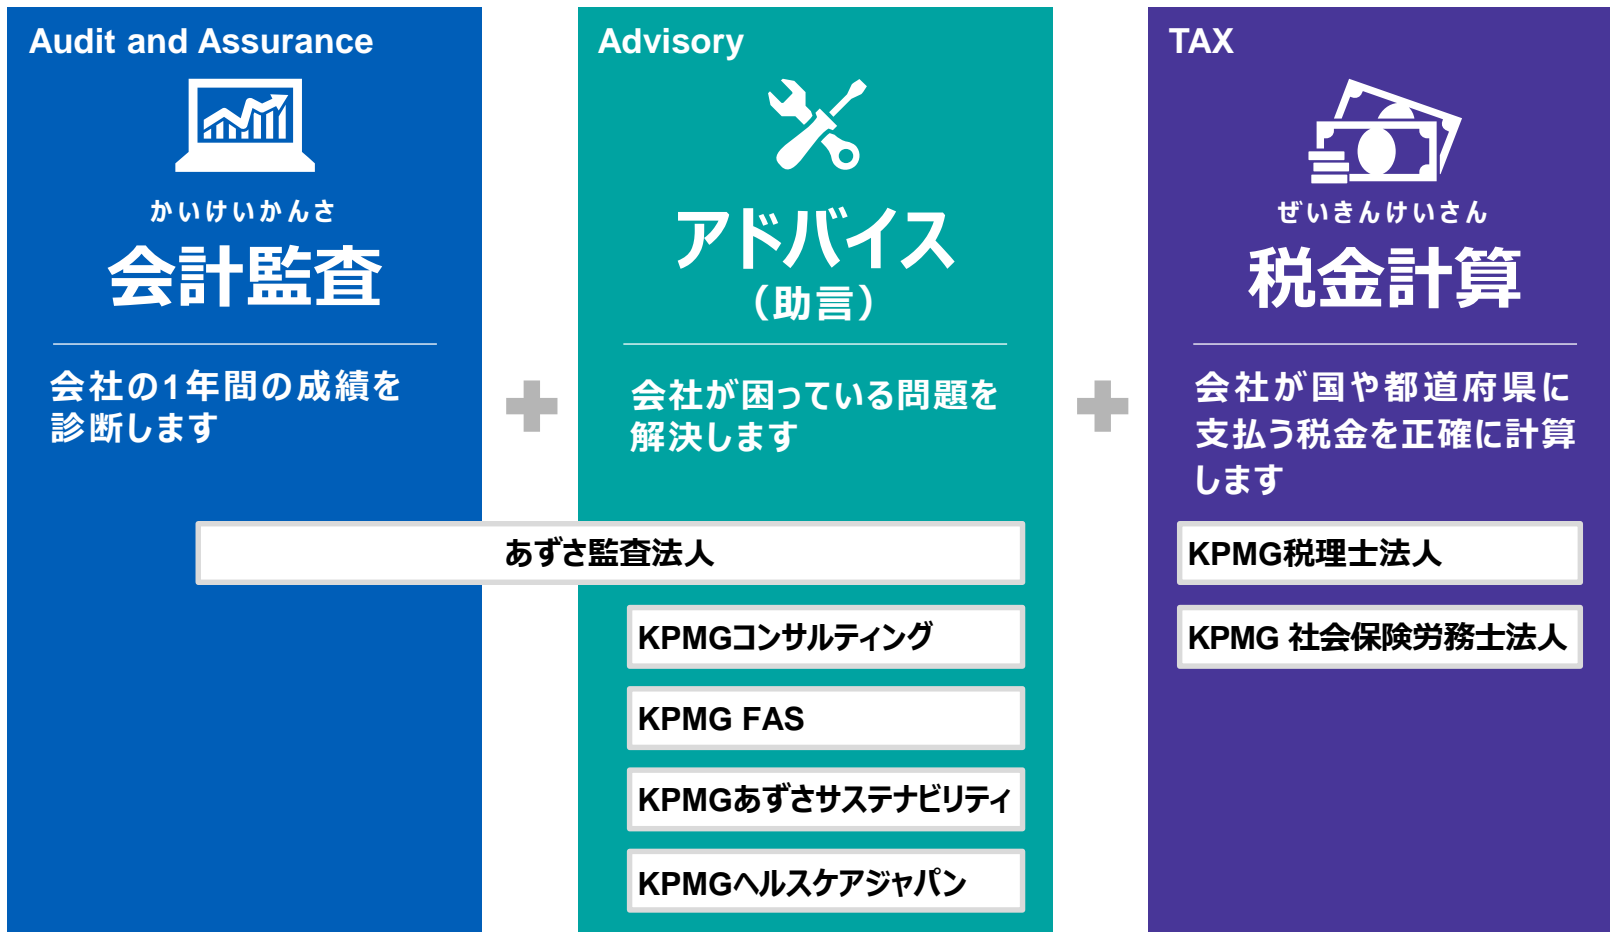 Audit and Assurance
かいけいかんさ
会計監査
会社の1年間の成績を
診断します
Advisory
アドバイス
（助言）
会社が困っている問題を
解決します
TAX
ぜいきんけいさん
税金計算
会社が国や都道府県に
支払う税金を正確に計算
します
あずさ監査法人
KPMGコンサルティング
KPMG FAS
KPMGあずさサステナビリティ
KPMGヘルスケアジャパン
KPMG税理士法人
KPMG 社会保険労務士法人